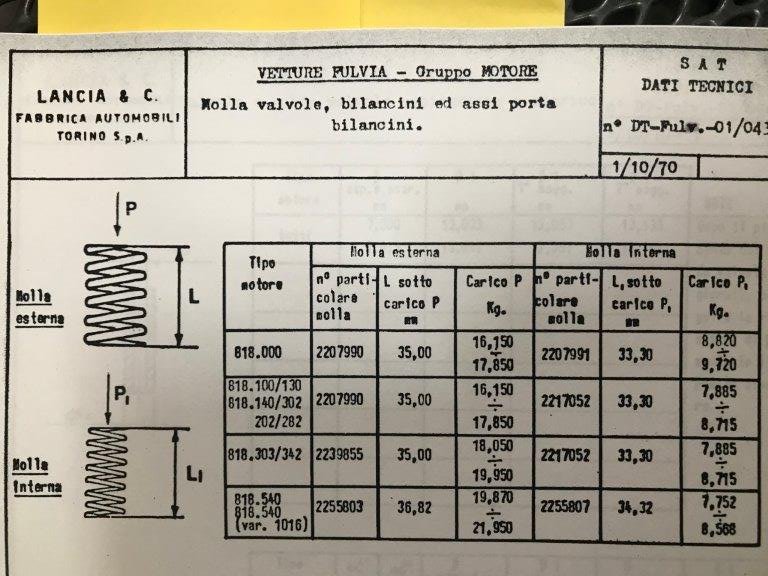 LANCIA & C.
FABBRICA AUTOMOBILI
TORINO S.p.A.
VETTURE FULVIA — Gruppo MOTORE
Molla valvole, bilancini ed assi porta
bilancini.
S A T
DATI TECNICI
nº DT-Fulv.-01/043
1/10/70
P
L
Molla
esterna
P₁
L₁
Molla
Interna
Tipo
motore
Molla esterna
Molla Interna
nº parti-
colare
molla
L sotto
carico P
mm
Carico P
Kg.
nº parti-
colare
molla
L₁sotto
carico P₁
mm
Carico P₁
Kg.
818.000 2207990 35,00 16,150 ÷ 17,850 2207991 33,30 8,820 ÷ 9,720
818.100/130
818.140/302
202/282
2207990 35,00 16,150 ÷ 17,850 2217052 33,30 7,885 ÷ 8,715
818.303/342 2239855 35,00 18,050 ÷ 19,950 2217052 33,30 7,885 ÷ 8,715
818.540
818.540
(var. 1016)
2255803 36,82 19,870 ÷ 21,950 2255807 34,32 7,752 ÷ 8,568